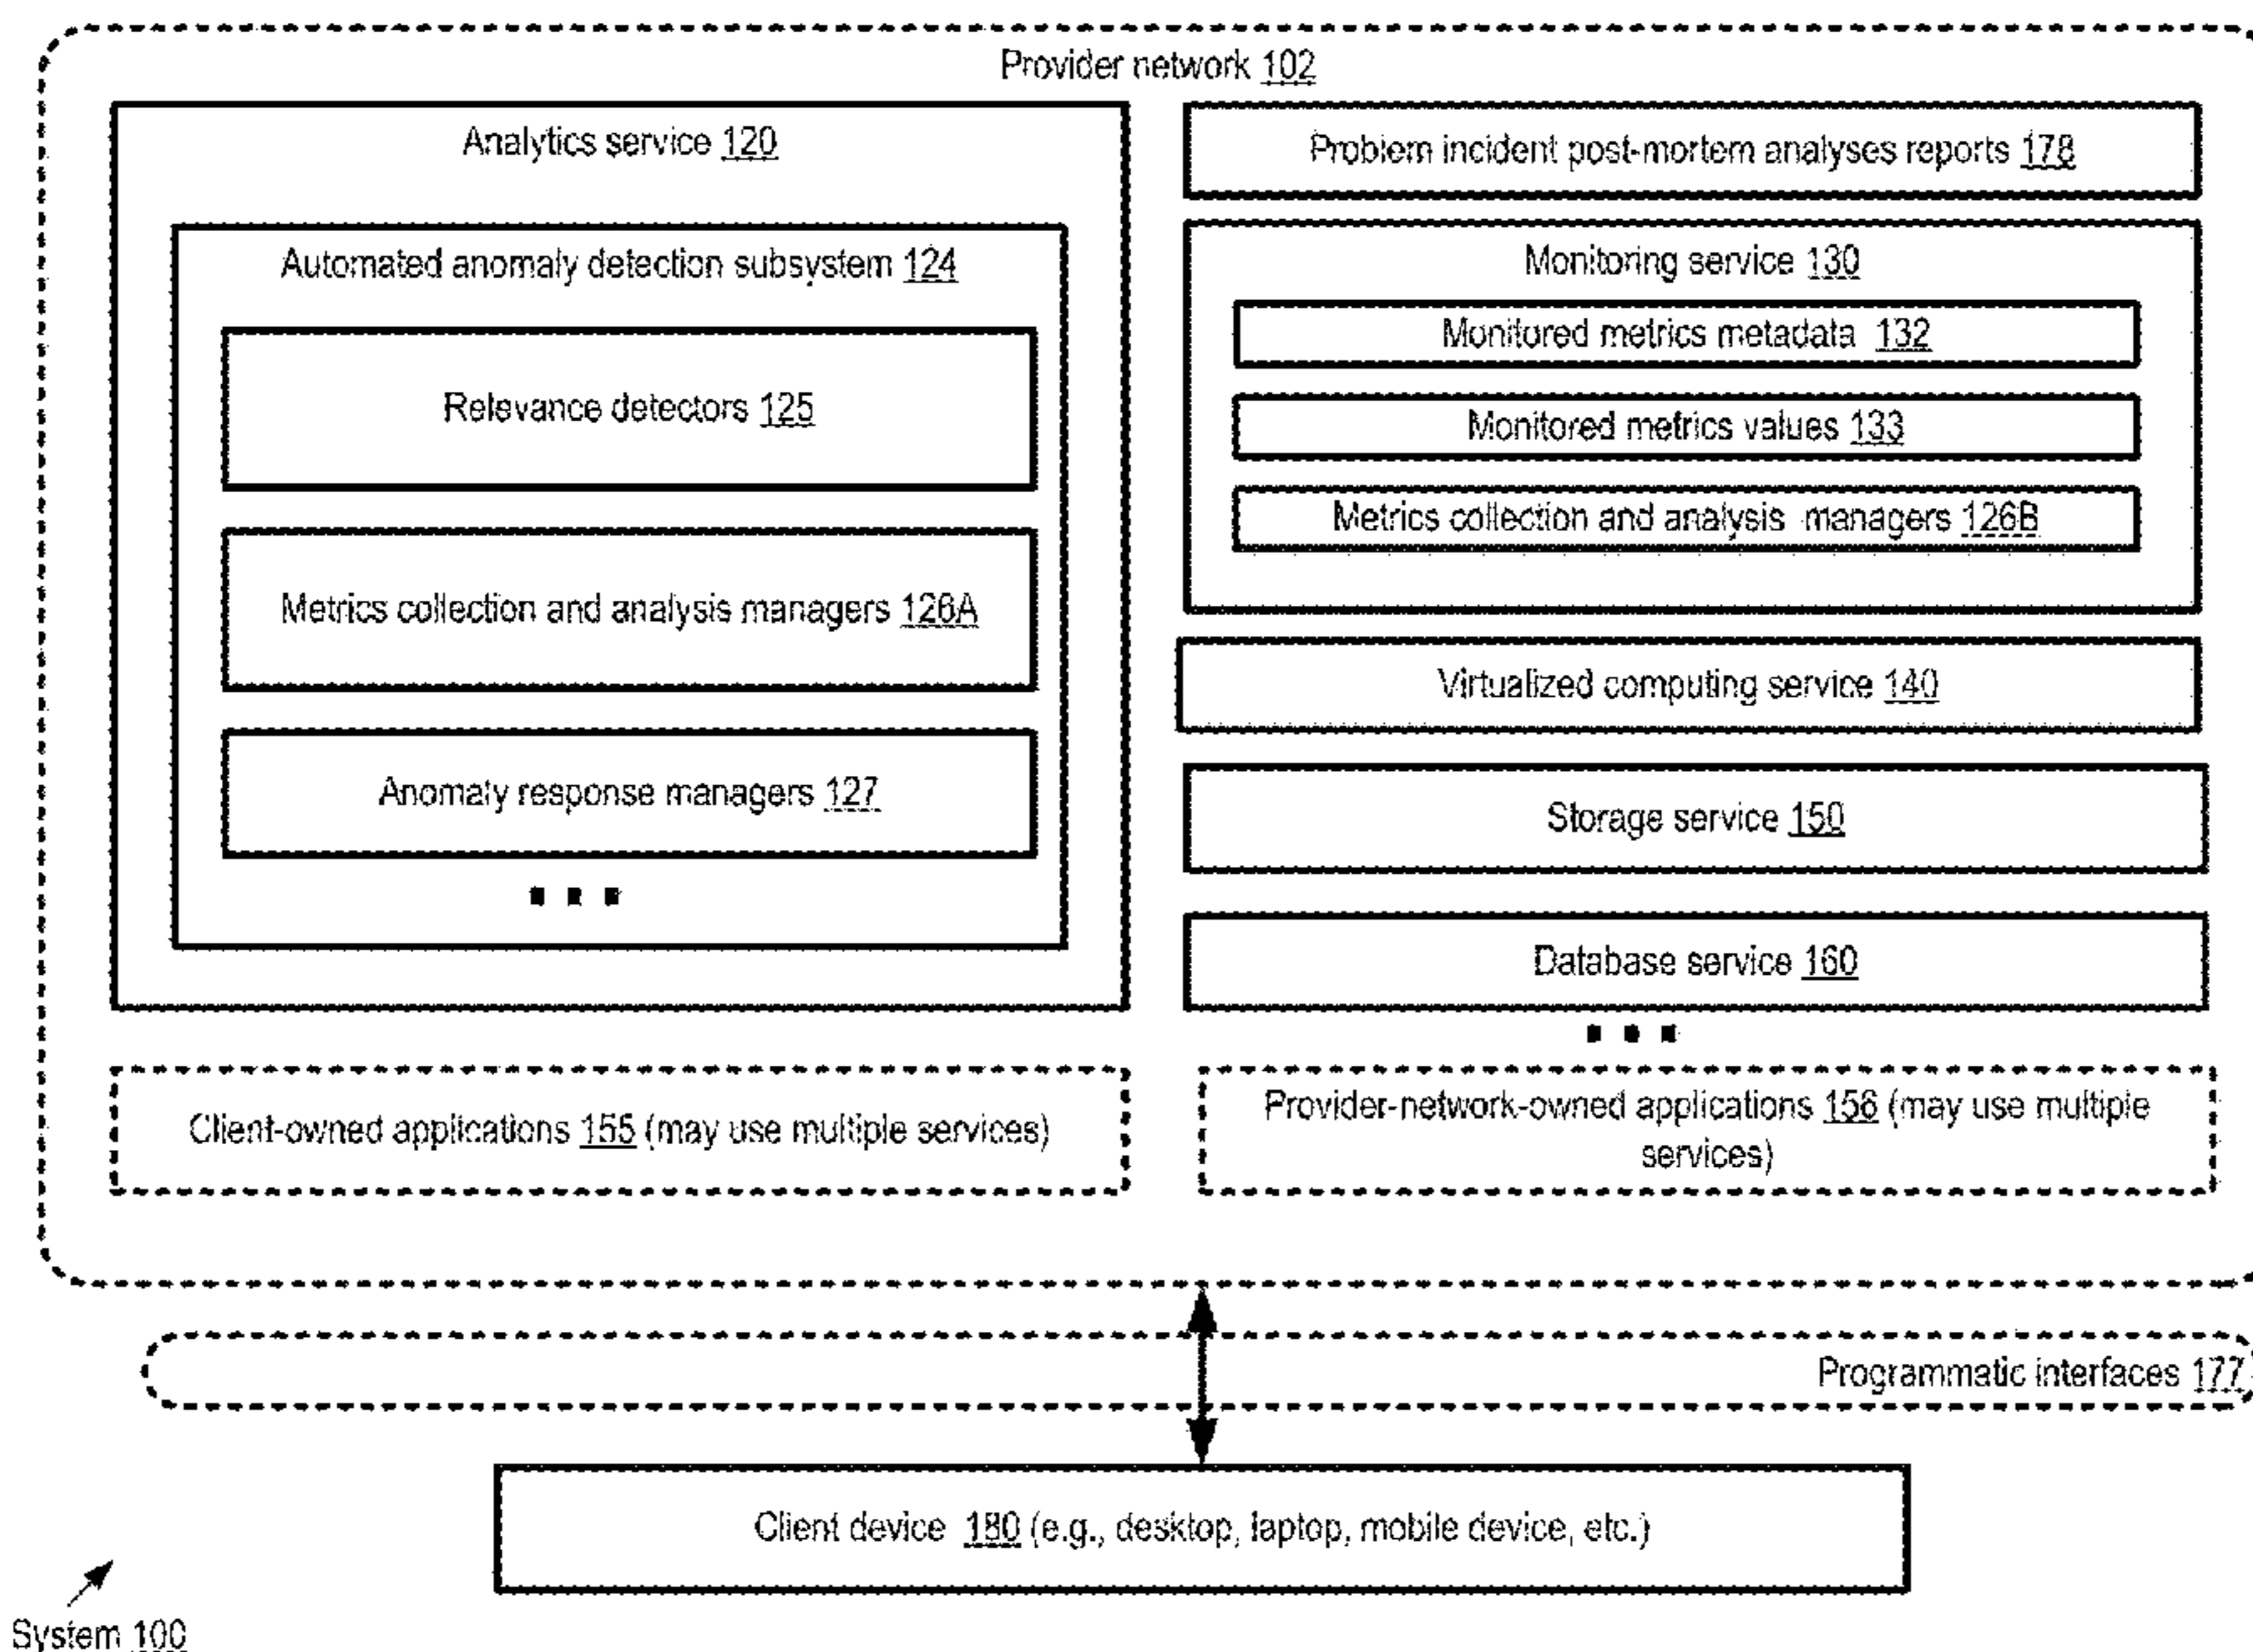 Provider network 102
Analytics service 120
Automated anomaly detection subsystem 124
Relevance detectors 125
Metrics collection and analysis managers 126A
Anomaly response managers 127
Problem incident post-mortem analyses reports 178
Monitoring service 130
Monitored metrics metadata 132
Monitored metrics values 133
Metrics collection and analysis managers 126B
Virtualized computing service 140
Storage service 150
Database service 160
Client-owned applications 155 (may use multiple services)
Provider-network-owned applications 156 (may use multiple
services)
Programmatic interfaces 177
Client device 180 (e.g., desktop, laptop, mobile device, etc.)
System 100